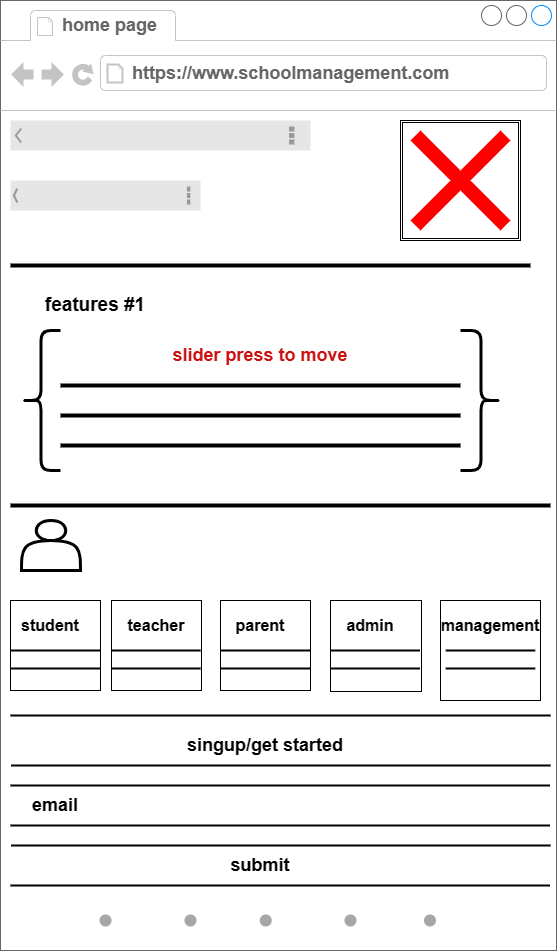 home page
https://www.schoolmanagement.com
features #1
slider press to move
student
teacher
parent
admin
management
singup/get started
email
submit